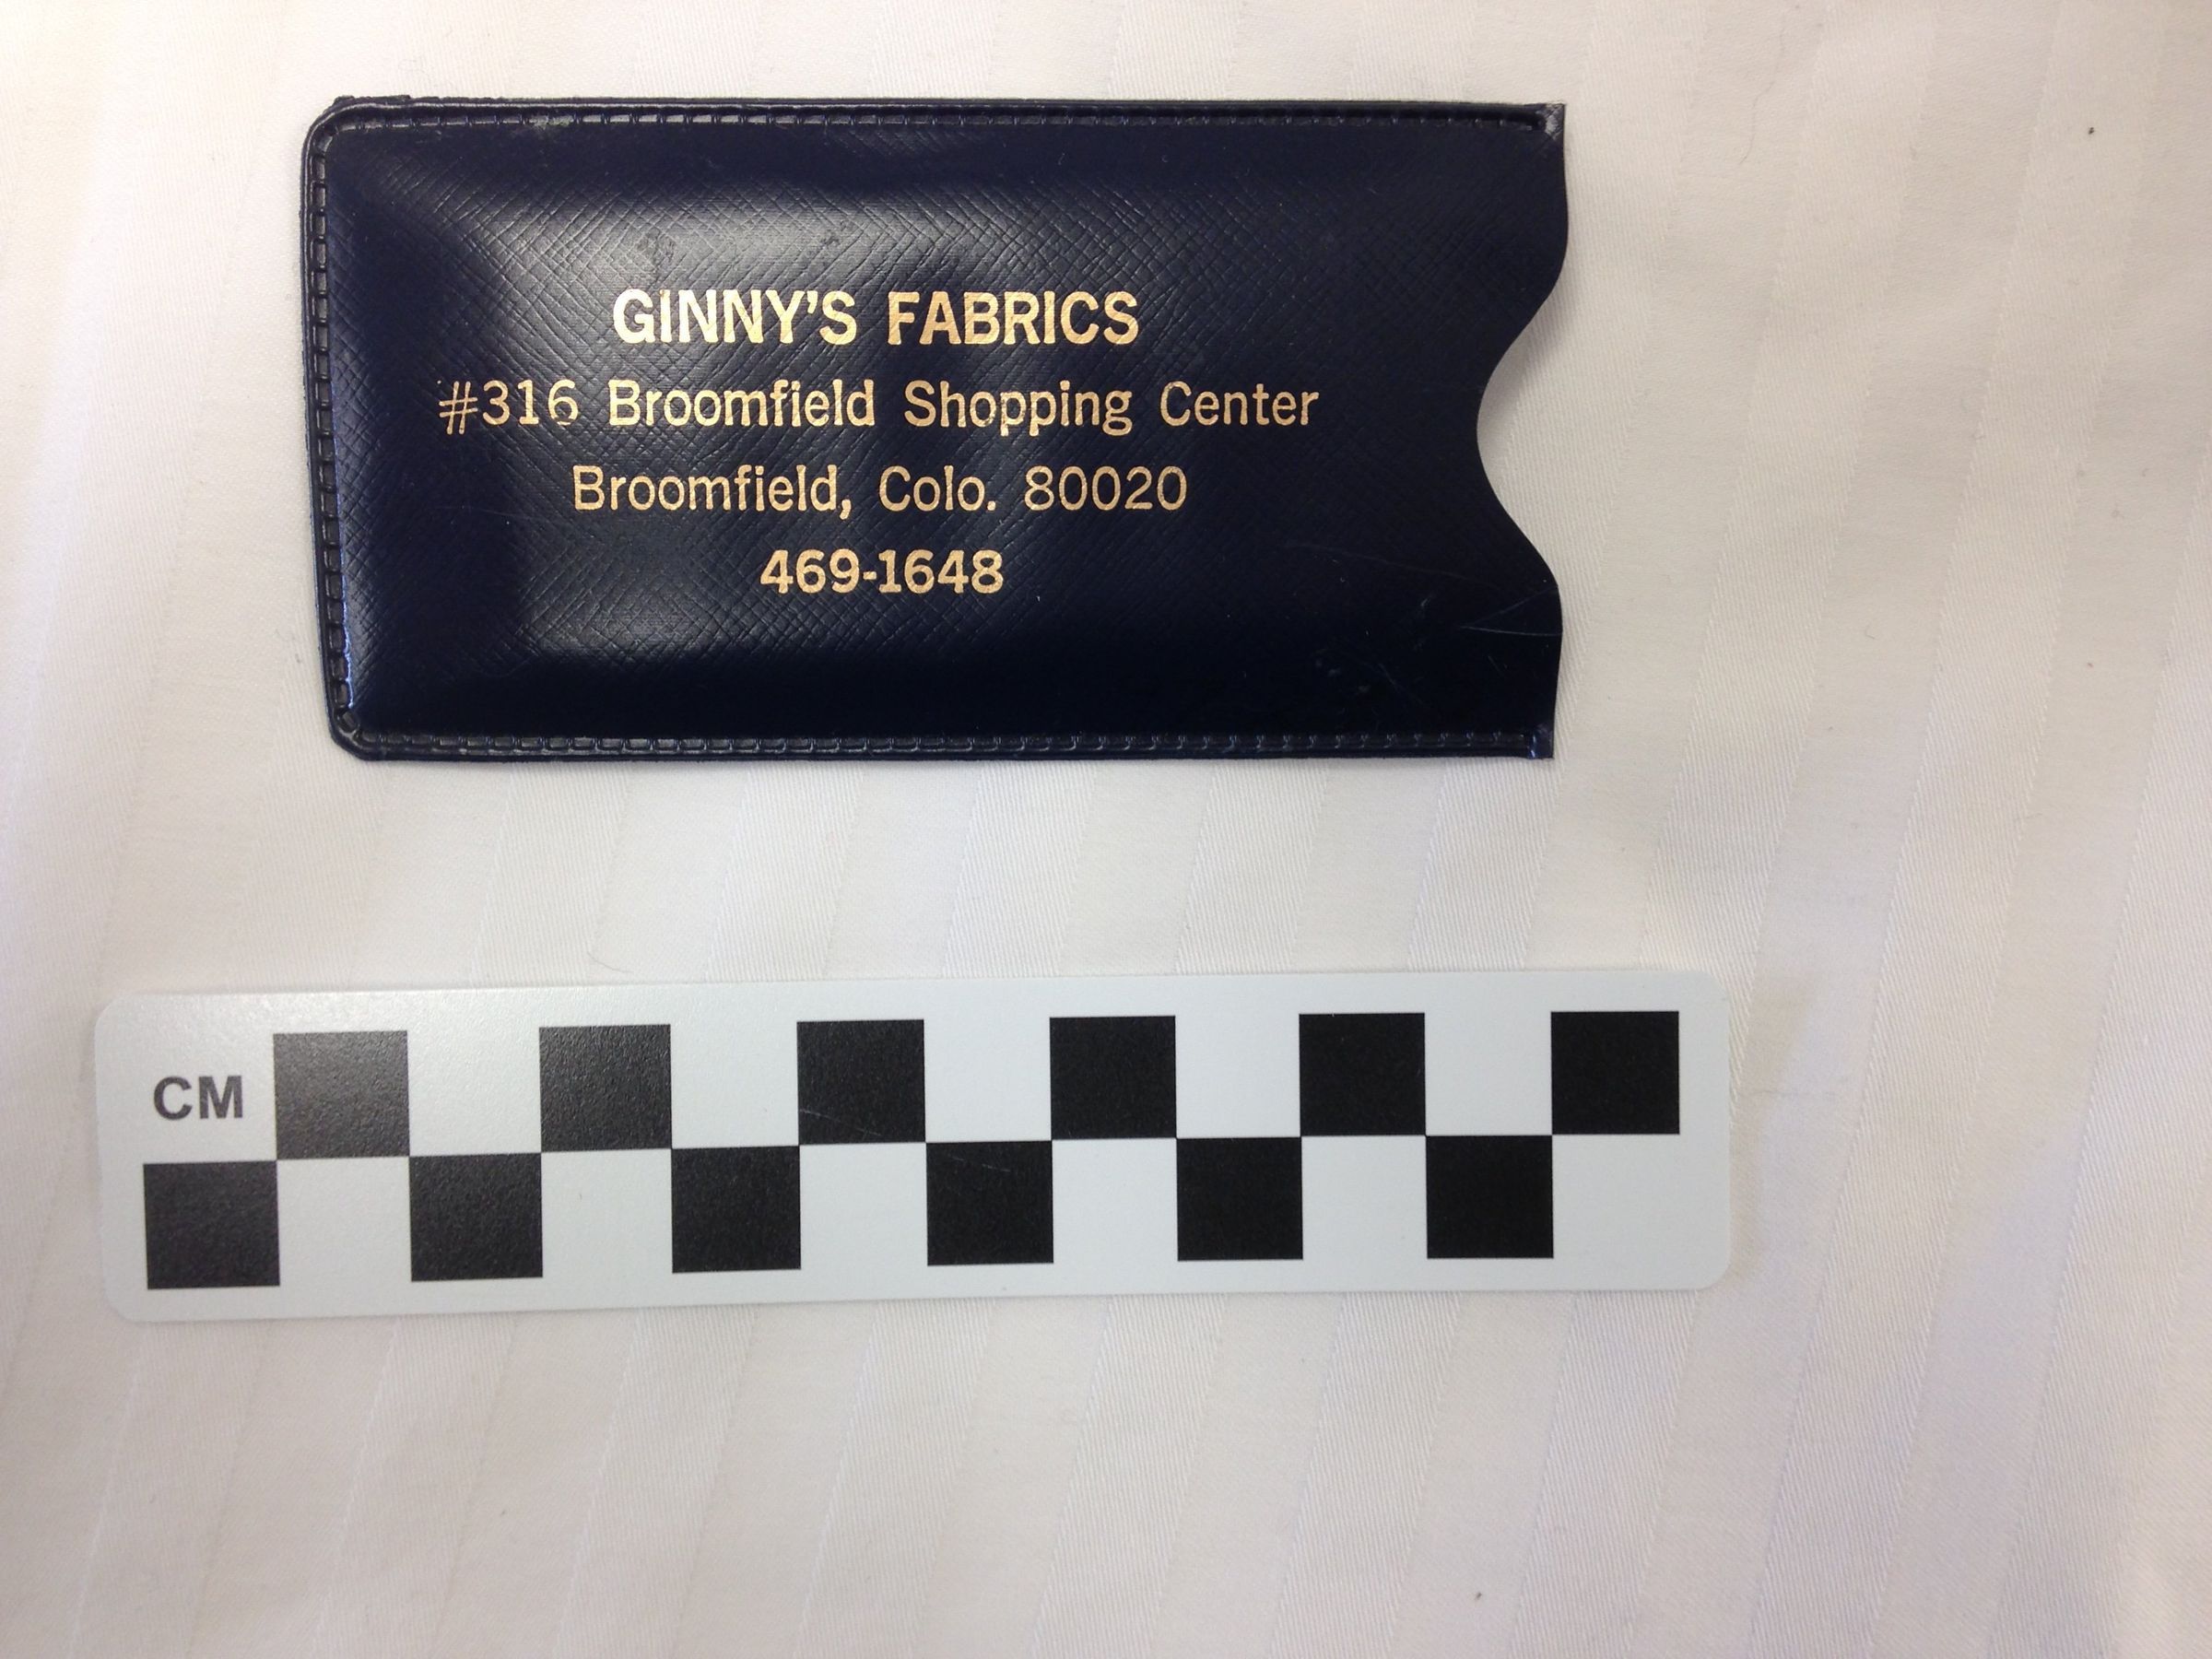 GINNY'S FABRICS
#316 Broomfield Shopping Center
Broomfield, Colo. 80020
469-1648
CM